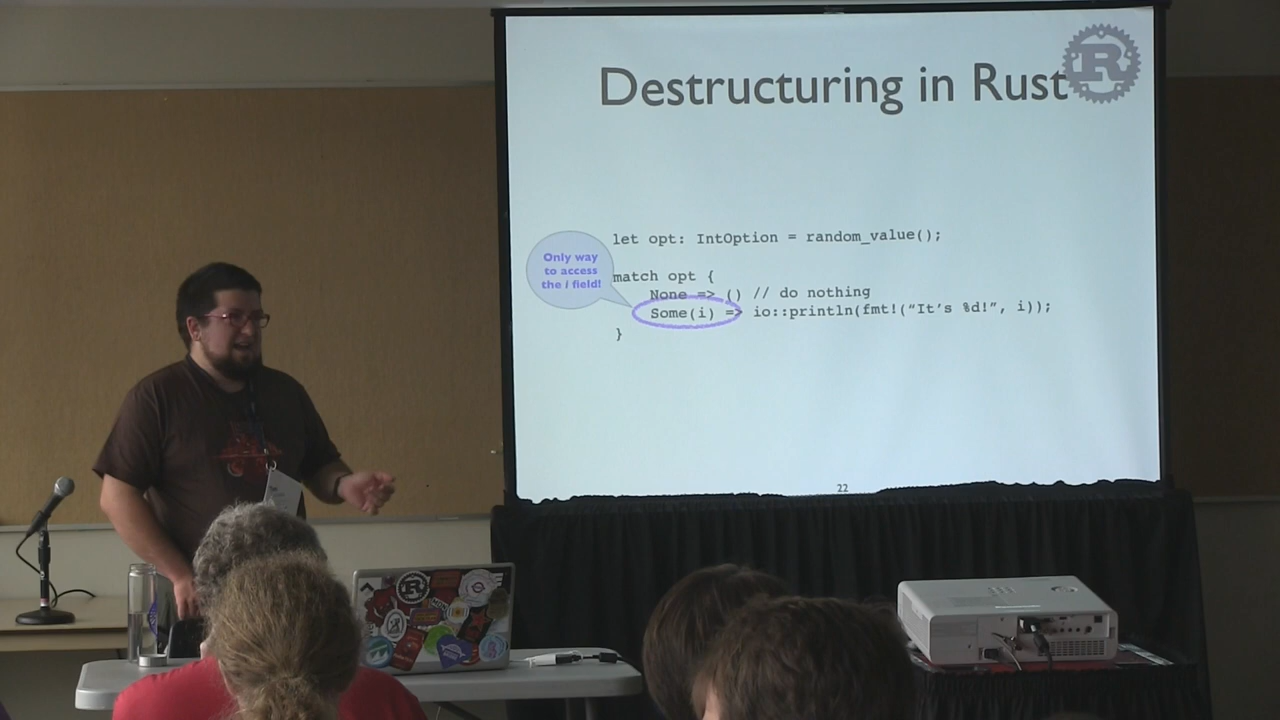 Destructuring in Rust
R
let opt: IntOption = random_value();
Only way
to access
the i field!
match opt {
None => () // do nothing
Some(i) => io::println(fmt!(“It’s %d!”, i));
}
22
R